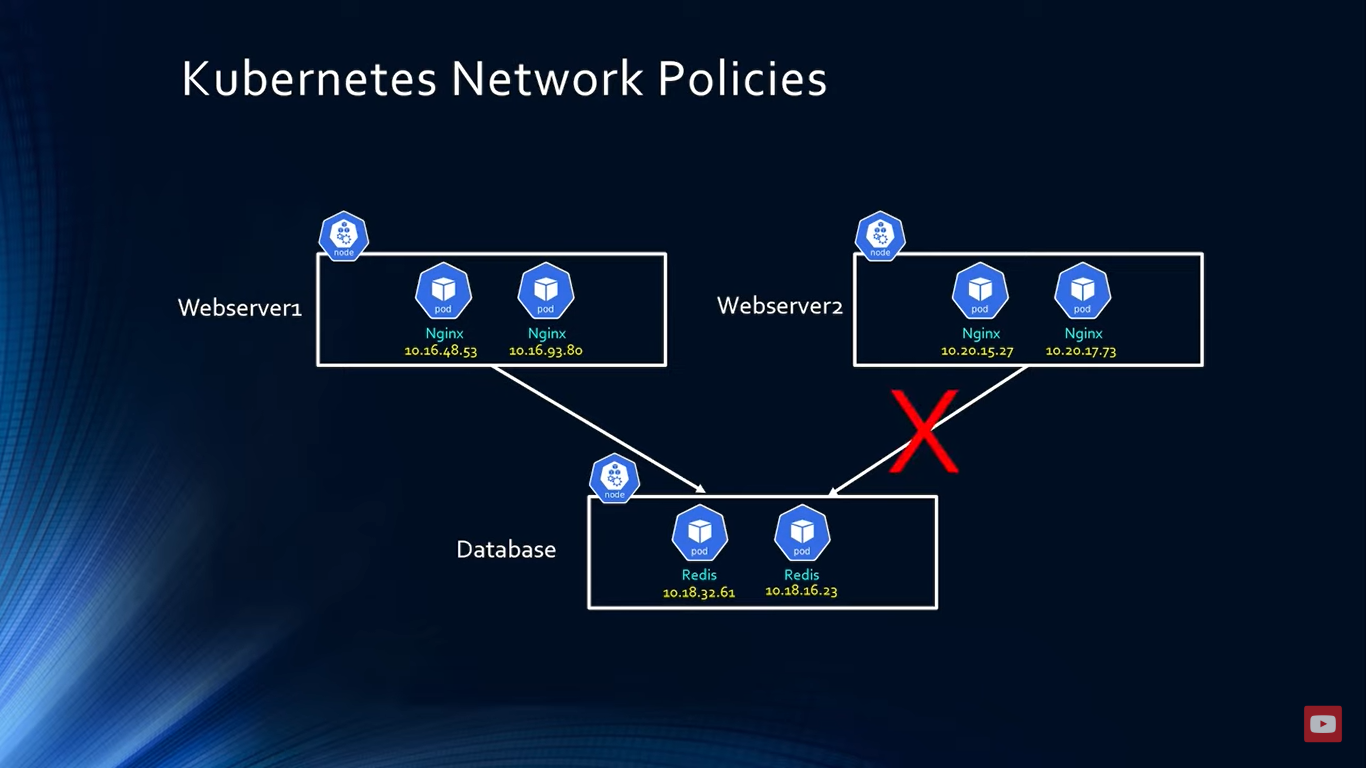 Kubernetes Network Policies
node
node
Webserver1
pod
pod
Nginx
Nginx
10.16.48.53
10.16.93.80
Webserver2
pod
pod
Nginx
Nginx
10.20.15.27
10.20.17.73
X
node
Database
pod
pod
Redis
Redis
10.18.32.61
10.18.16.23